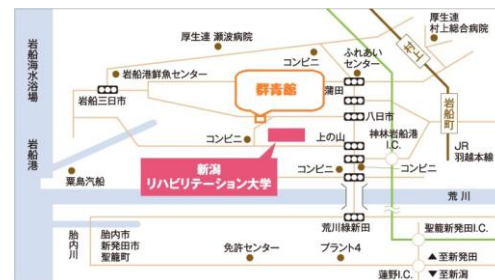 厚生連 瀬波病院
厚生連
村上総合病院
コンビニ
ふれあい
センター
村上
岩船海水浴場
岩船港鮮魚センター
群青館
蒲田
岩船三日市
八日市
岩船町
神林岩船港
I.C.
コンビニ
上の山
岩船港
新潟
リハビリテーション大学
JR
羽越本線
コンビニ
コンビニ
粟島汽船
荒川
荒川緑新田
胎内川
胎内市
新発田市
聖籠町
聖籠新発田I.C.
免許センター
プラント4
▲至新発田
蓮野I.C.
▼至新潟